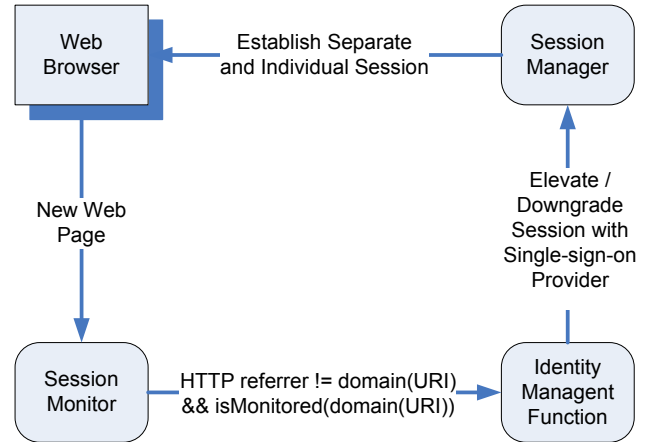 Web
Browser
Establish Separate
and Individual Session
Session
Manager
New Web
Page
Elevate /
Downgrade
Session with
Single-sign-on
Provider
Session
Monitor
HTTP referrer != domain(URI)
&& isMonitored(domain(URI))
Identity
Managent
Function